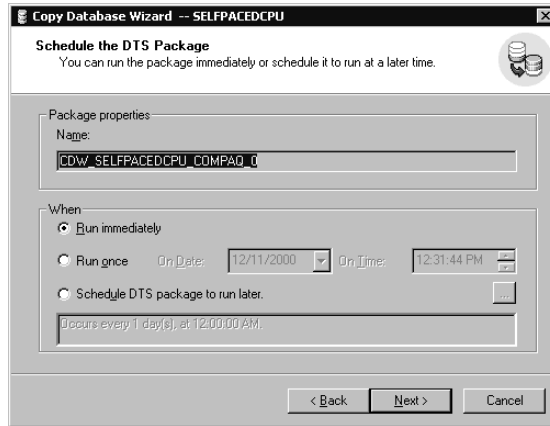 Copy Database Wizard -- SELFPACEDCPU
Schedule the DTS Package
You can run the package immediately or schedule it to run at a later time.
Package properties
Name:
CDW_SELFPACEDCPU_COMPAQ_0
When
Run immediately
Run once On Date: 12/11/2000 On Time: 12:31:44 PM
Schedule DTS package to run later. ...
Occurs every 1 day(s), at 12:00:00 AM.
< Back Next > Cancel